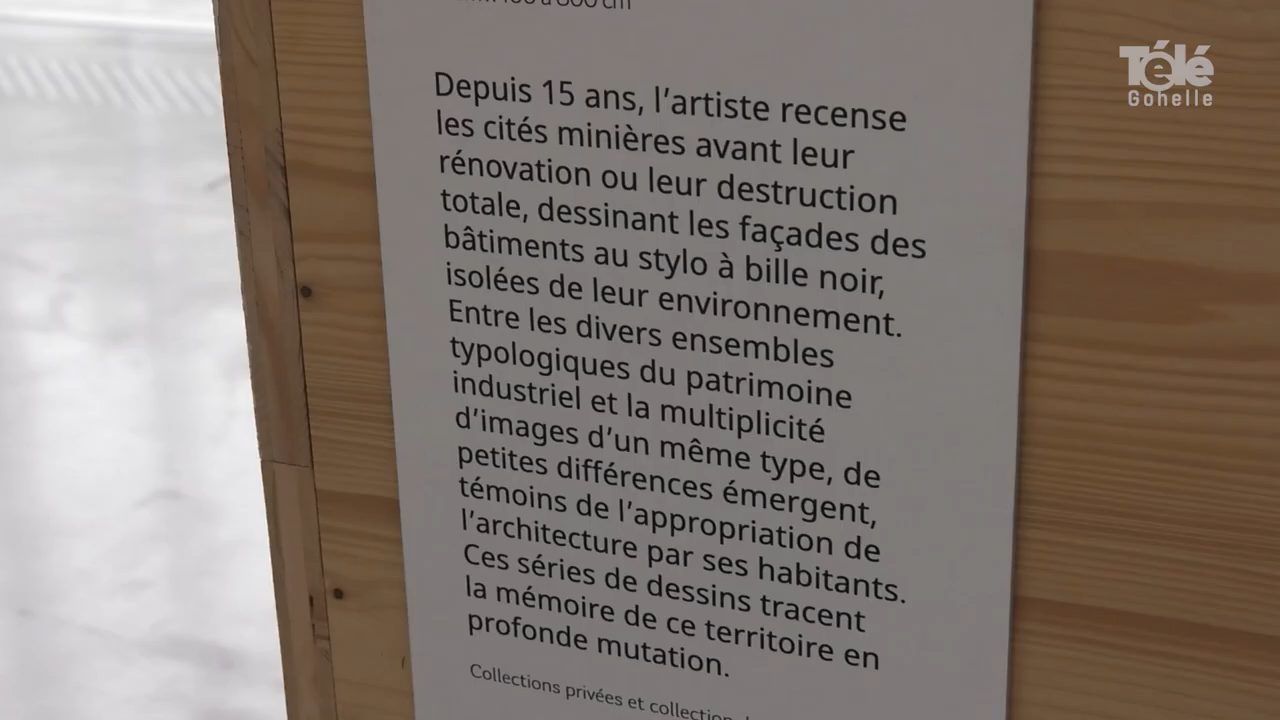 Télé
Gohelle
Depuis 15 ans, l’artiste recense
les cités minières avant leur
rénovation ou leur destruction
totale, dessinant les façades des
bâtiments au stylo à bille noir,
isolées de leur environnement.
Entre les divers ensembles
typologiques du patrimoine
industriel et la multiplicité
d’images d’un même type, de
petites différences émergent,
témoins de l’appropriation de
l’architecture par ses habitants.
Ces séries de dessins tracent
la mémoire de ce territoire en
profonde mutation.
Collections privées et collection